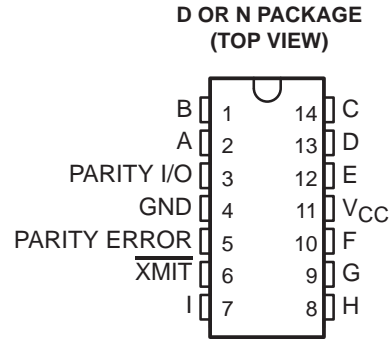 D OR N PACKAGE
(TOP VIEW)
B 1 14 C
A 2 13 D
PARITY I/O 3 12 E
GND 4 11 VCC
PARITY ERROR 5 10 F
XMIT 6 9 G
I 7 8 H